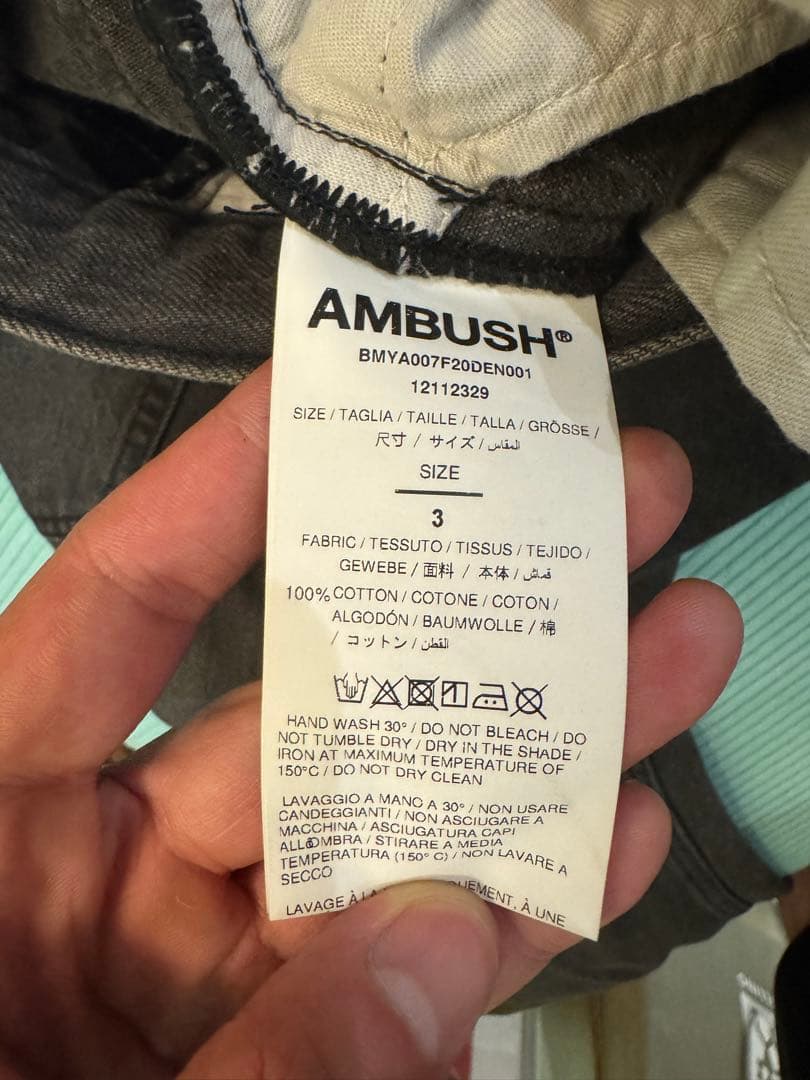 AMBUSH®
BMYA007F20DEN001
12112329
SIZE / TAGLIA / TAILLE / TALLA / GRÖSSE /
尺寸 / サイズ / المقاس
SIZE
3
FABRIC / TESSUTO / TISSUS / TEJIDO /
GEWEBE / 面料 / 本体 / قماش
100% COTTON / COTONE / COTON /
ALGODÓN / BAUMWOLLE / 棉
/ コットン / القطن
HAND WASH 30° / DO NOT BLEACH / DO
NOT TUMBLE DRY / DRY IN THE SHADE /
IRON AT MAXIMUM TEMPERATURE OF
150°C / DO NOT DRY CLEAN
LAVAGGIO A MANO A 30° / NON USARE
CANDEGGIANTI / NON ASCIUGARE A
MACCHINA / ASCIUGATURA CAPI
ALL'OMBRA / STIRARE A MEDIA
TEMPERATURA (150° C) / NON LAVARE A
SECCO
LAVAGE À UNE